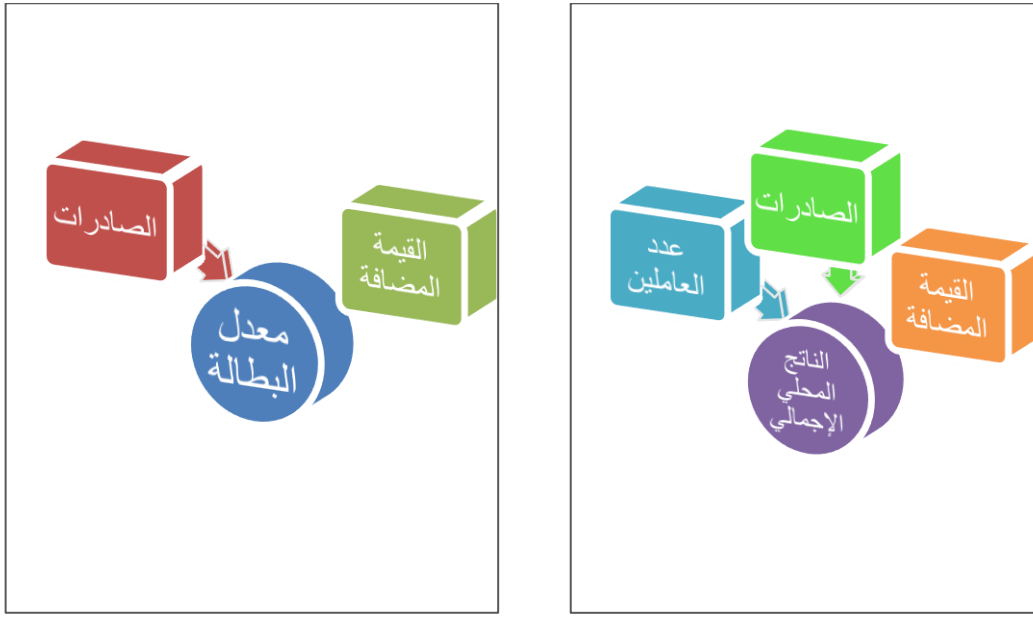 الصادرات
عدد
العاملين
القيمة
المضافة
الناتج
المحلي
الإجمالي
الصادرات
القيمة
المضافة
معدل
البطالة